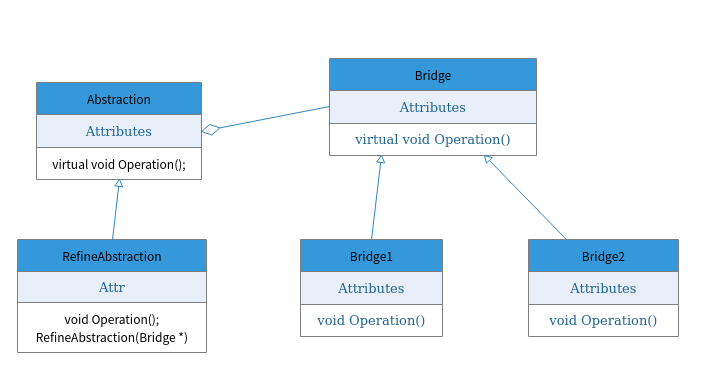 Abstraction
Attributes
virtual void Operation();
Bridge
Attributes
virtual void Operation()
RefineAbstraction
Attr
void Operation();
RefineAbstraction(Bridge *)
Bridge1
Attributes
void Operation()
Bridge2
Attributes
void Operation()